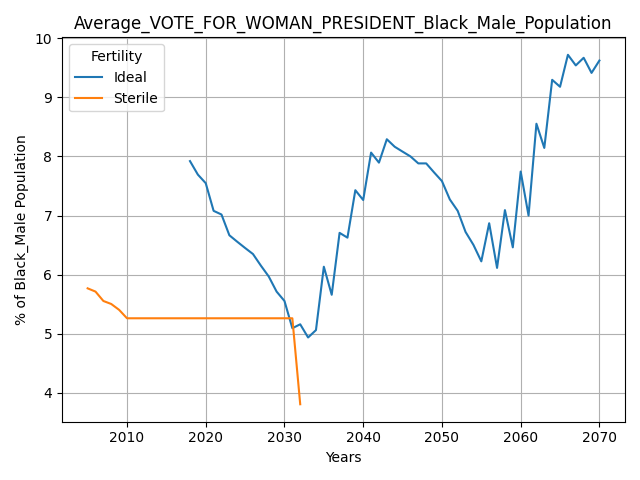 Average_VOTE_FOR_WOMAN_PRESIDENT_Black_Male_Population
Fertility
Ideal
Sterile
% of Black_Male Population
10
9
8
7
6
5
4
2010 2020 2030 2040 2050 2060 2070
Years